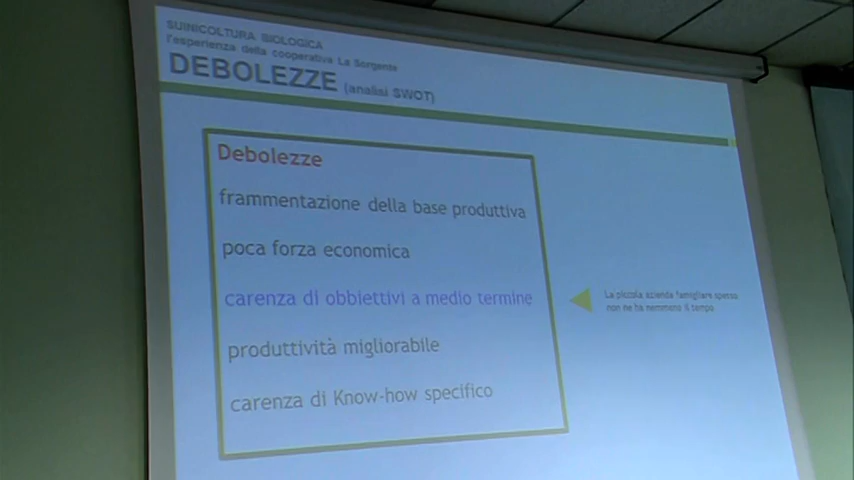 SUINICOLTURA BIOLOGICA
l'esperienza della cooperativa La Sorgente
DEBOLEZZE (analisi SWOT)
Debolezze
frammentazione della base produttiva
poca forza economica
carenza di obbiettivi a medio termine
produttività migliorabile
carenza di Know-how specifico
La piccola azienda famigliare spesso
non ne ha nemmeno il tempo